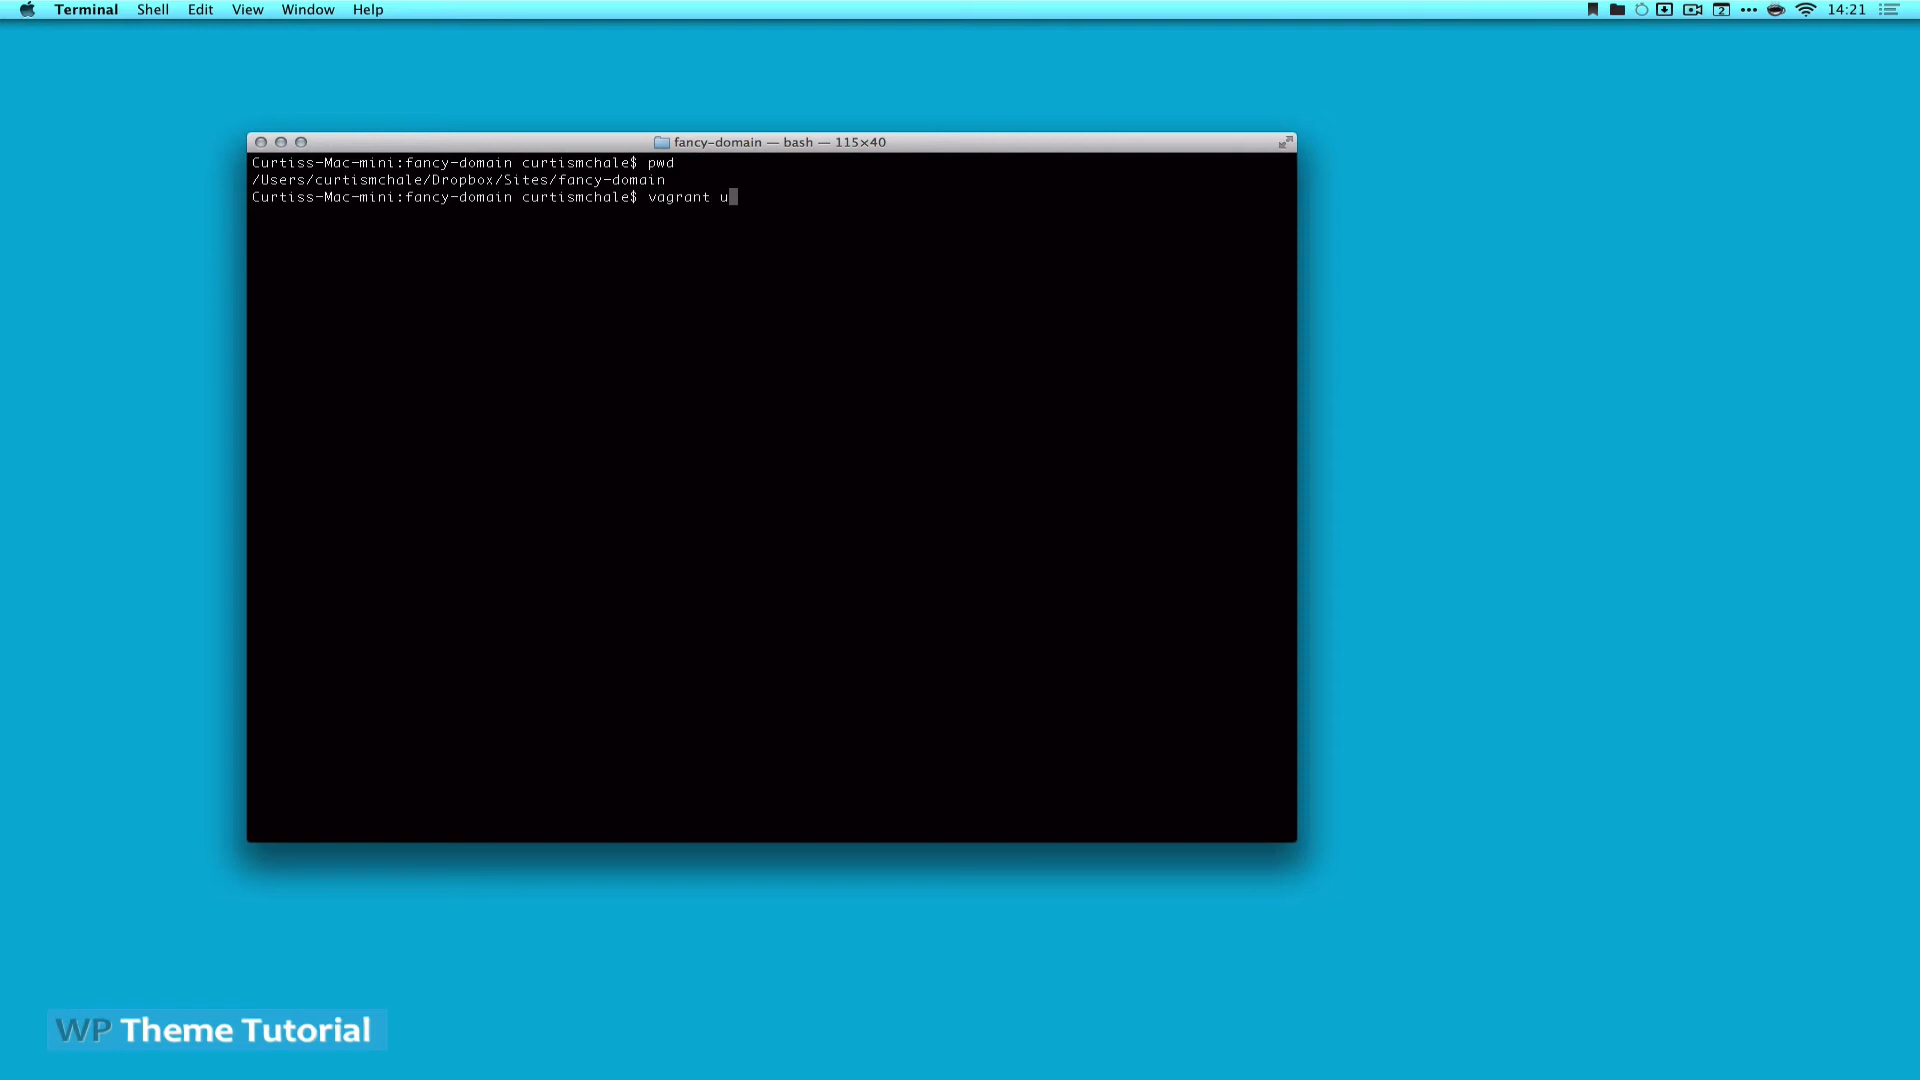 Terminal Shell Edit View Window Help 2 14:21
fancy-domain — bash — 115×40
Curtiss-Mac-mini:fancy-domain curtismchale$ pwd
/Users/curtismchale/Dropbox/Sites/fancy-domain
Curtiss-Mac-mini:fancy-domain curtismchale$ vagrant u
WP Theme Tutorial